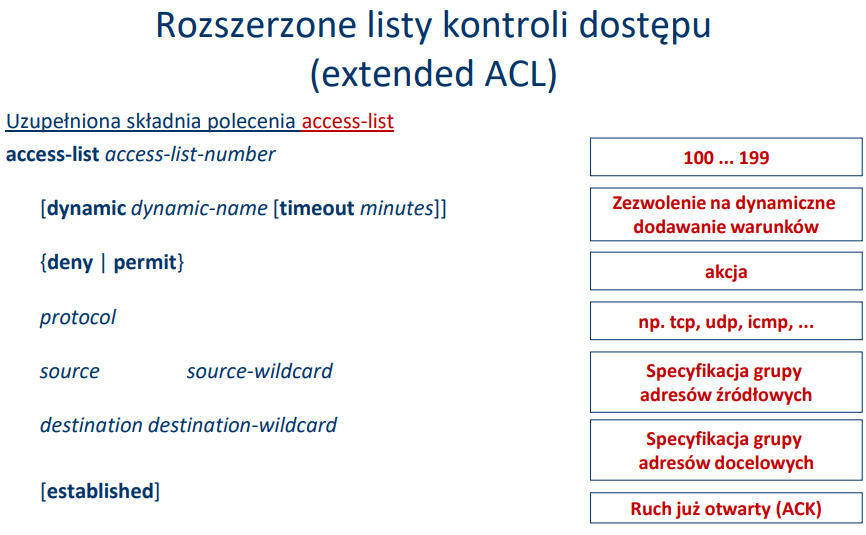 Rozszerzone listy kontroli dostępu
(extended ACL)
Uzupełniona składnia polecenia access-list
access-list access-list-number
100 ... 199
[dynamic dynamic-name [timeout minutes]]
Zezwolenie na dynamiczne
dodawanie warunków
{deny | permit}
akcja
protocol
np. tcp, udp, icmp, ...
source source-wildcard
Specyfikacja grupy
adresów źródłowych
destination destination-wildcard
Specyfikacja grupy
adresów docelowych
[established]
Ruch już otwarty (ACK)